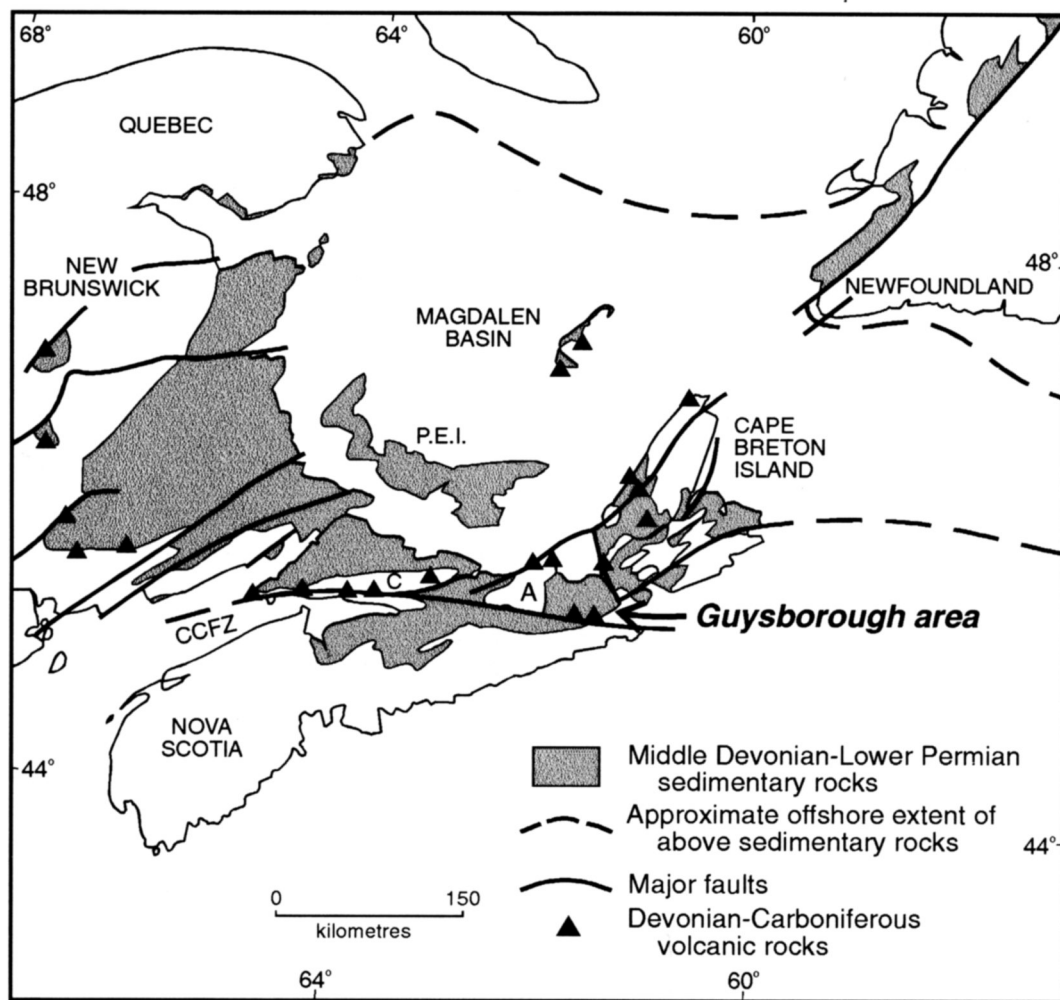 68°
64°
60°
QUEBEC
48°
NEW
BRUNSWICK
48°
NEWFOUNDLAND
MAGDALEN
BASIN
P.E.I.
CAPE
BRETON
ISLAND
C
A
CCFZ
Guysborough area
NOVA
SCOTIA
44°
Middle Devonian-Lower Permian
sedimentary rocks
Approximate offshore extent of
above sedimentary rocks
44°
Major faults
0 150
kilometres
Devonian-Carboniferous
volcanic rocks
64°
60°